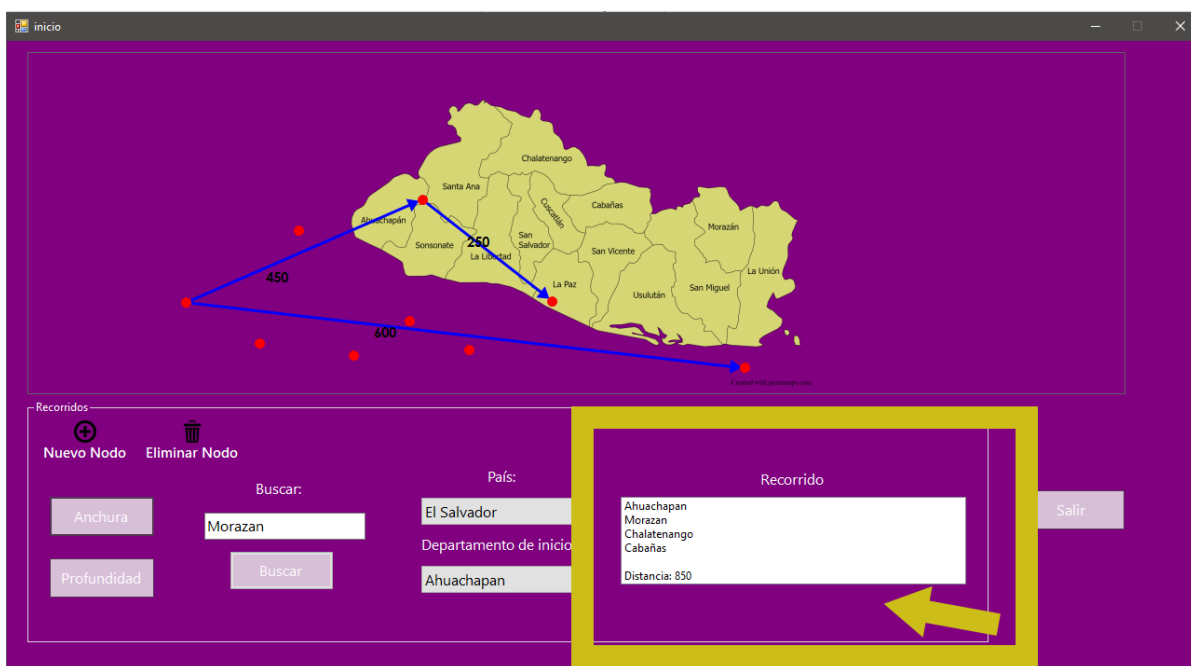 inicio
Chalatenango
Santa Ana
Cuscatlán
Cabañas
Ahuachapán
Morazán
San
Salvador
250
Sonsonate
La Libertad
San Vicente
La Unión
450
La Paz
San Miguel
Usulután
600
Recorridos
Nuevo Nodo
Eliminar Nodo
País:
Recorrido
Buscar:
Anchura
Morazan
El Salvador
Ahuachapan
Morazan
Chalatenango
Cabañas
Distancia: 850
Salir
Departamento de inicio
Profundidad
Buscar
Ahuachapan